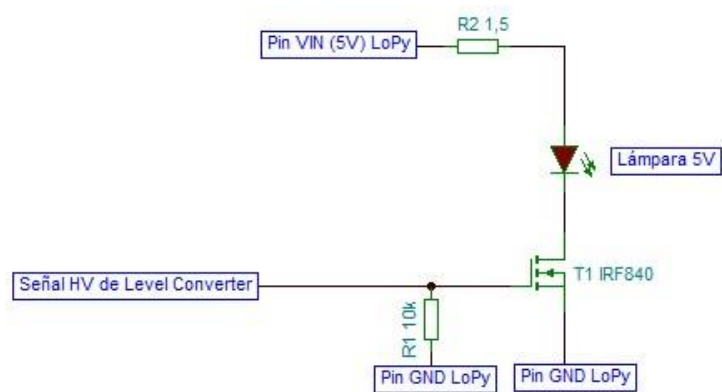 R2 1,5
Pin VIN (5V) LoPy
Lámpara 5V
T1 IRF840
Señal HV de Level Converter
R1 10k
Pin GND LoPy
Pin GND LoPy